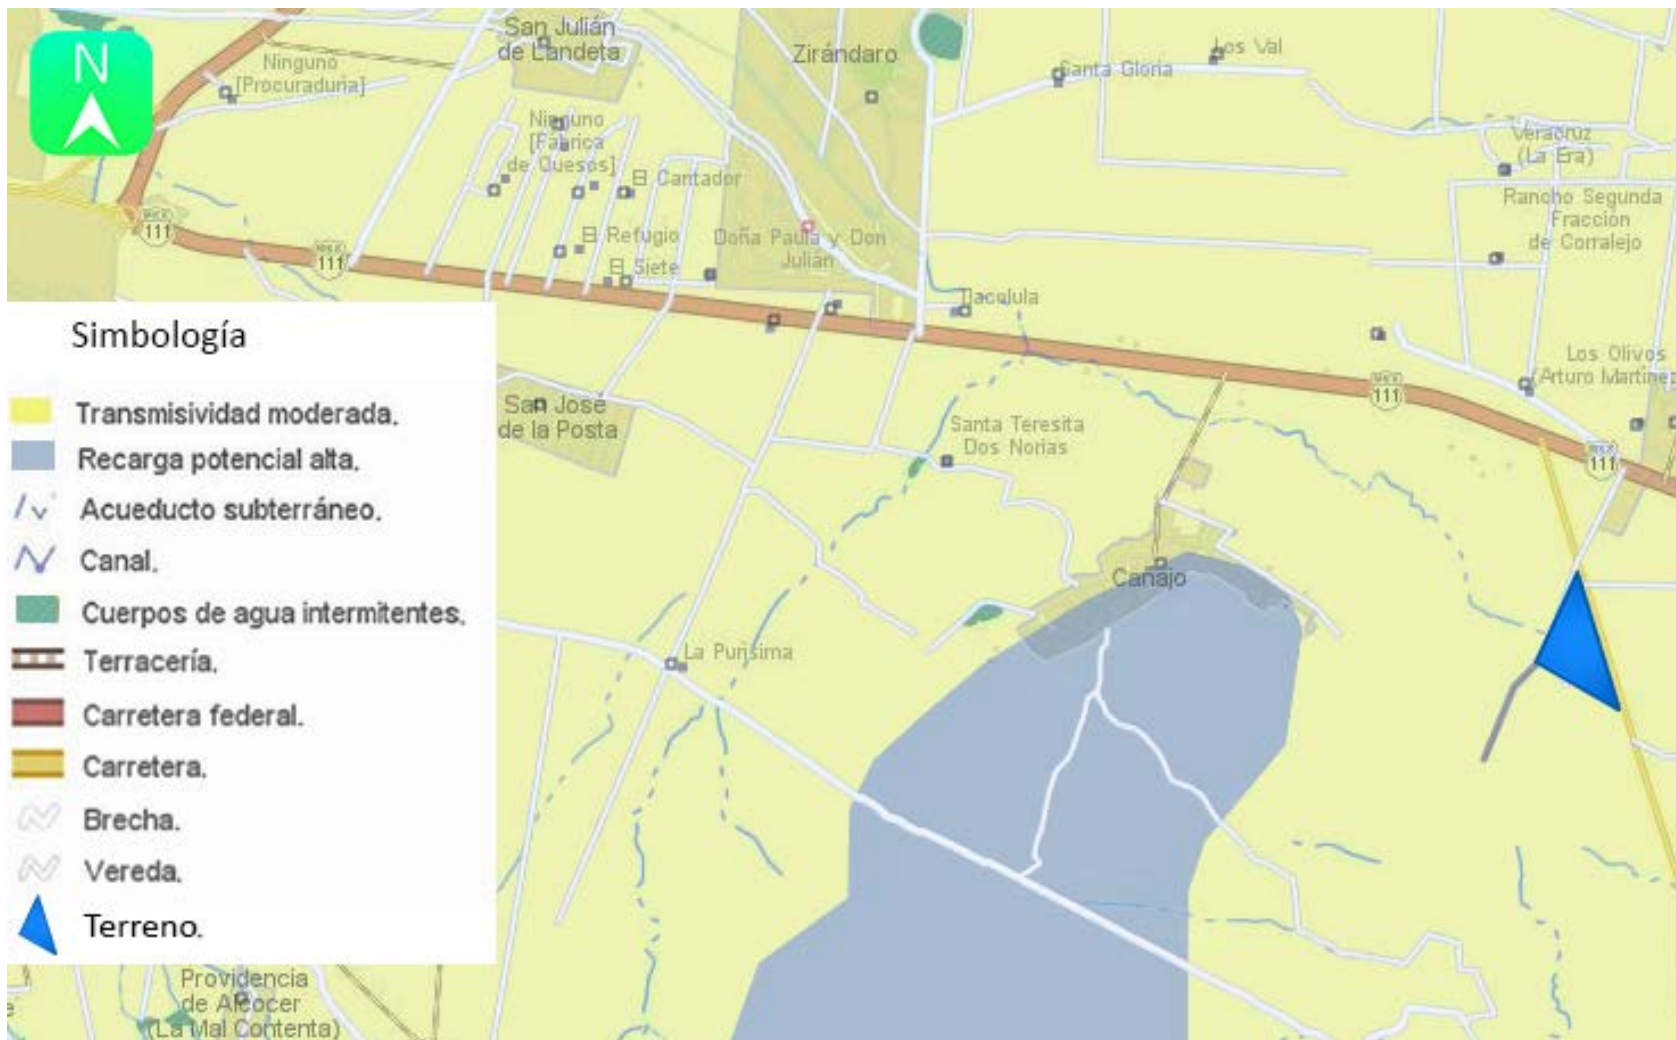 N
San Julián
de Landeta
Ninguno
[Procuraduria]
Zirándaro
Los Val
Santa Gloria
Ninguno
[Fabrica
de Quesos]
El Cantador
Veracruz
(La Era)
Rancho Segunda
Fracción
de Corralejo
El Refugio
Doña Paula y Don
Julián
El Siete
111
111
Tlacolula
Los Olivos
(Arturo Martínez
111
111
San José
de la Posta
Santa Teresita
Dos Norias
Cañajo
La Purísima
Simbología
Transmisividad moderada.
Recarga potencial alta.
Acueducto subterráneo.
Canal.
Cuerpos de agua intermitentes.
Terracería.
Carretera federal.
Carretera.
Brecha.
Vereda.
Terreno.
Providencia
de Alcocer
(La Mal Contenta)